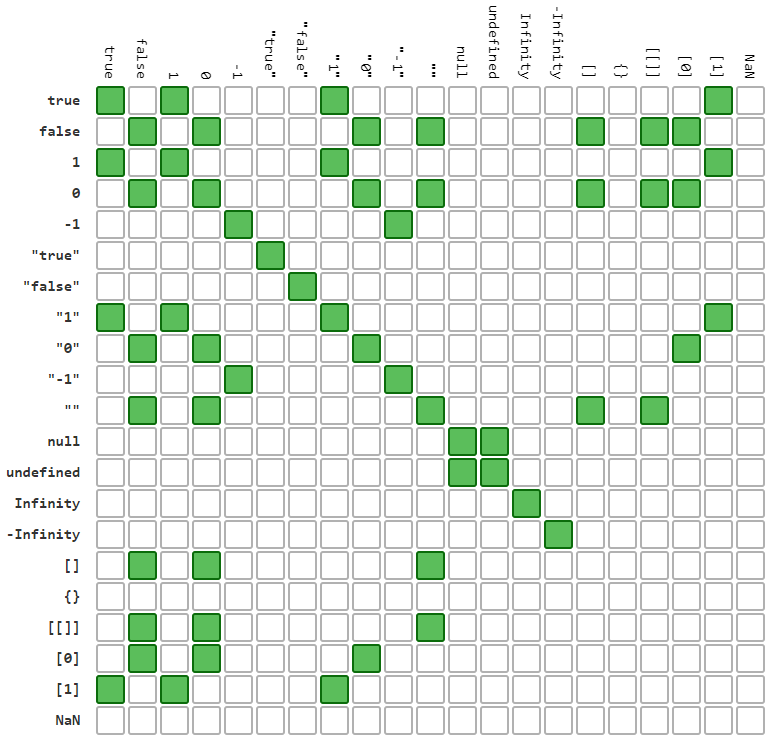 true false 1 0 -1 "true" "false" "1" "0" "-1" "" null undefined Infinity -Infinity [] {} [[]] [0] [1] NaN
true
false
1
0
-1
"true"
"false"
"1"
"0"
"-1"
""
null
undefined
Infinity
-Infinity
[]
{}
[[]]
[0]
[1]
NaN